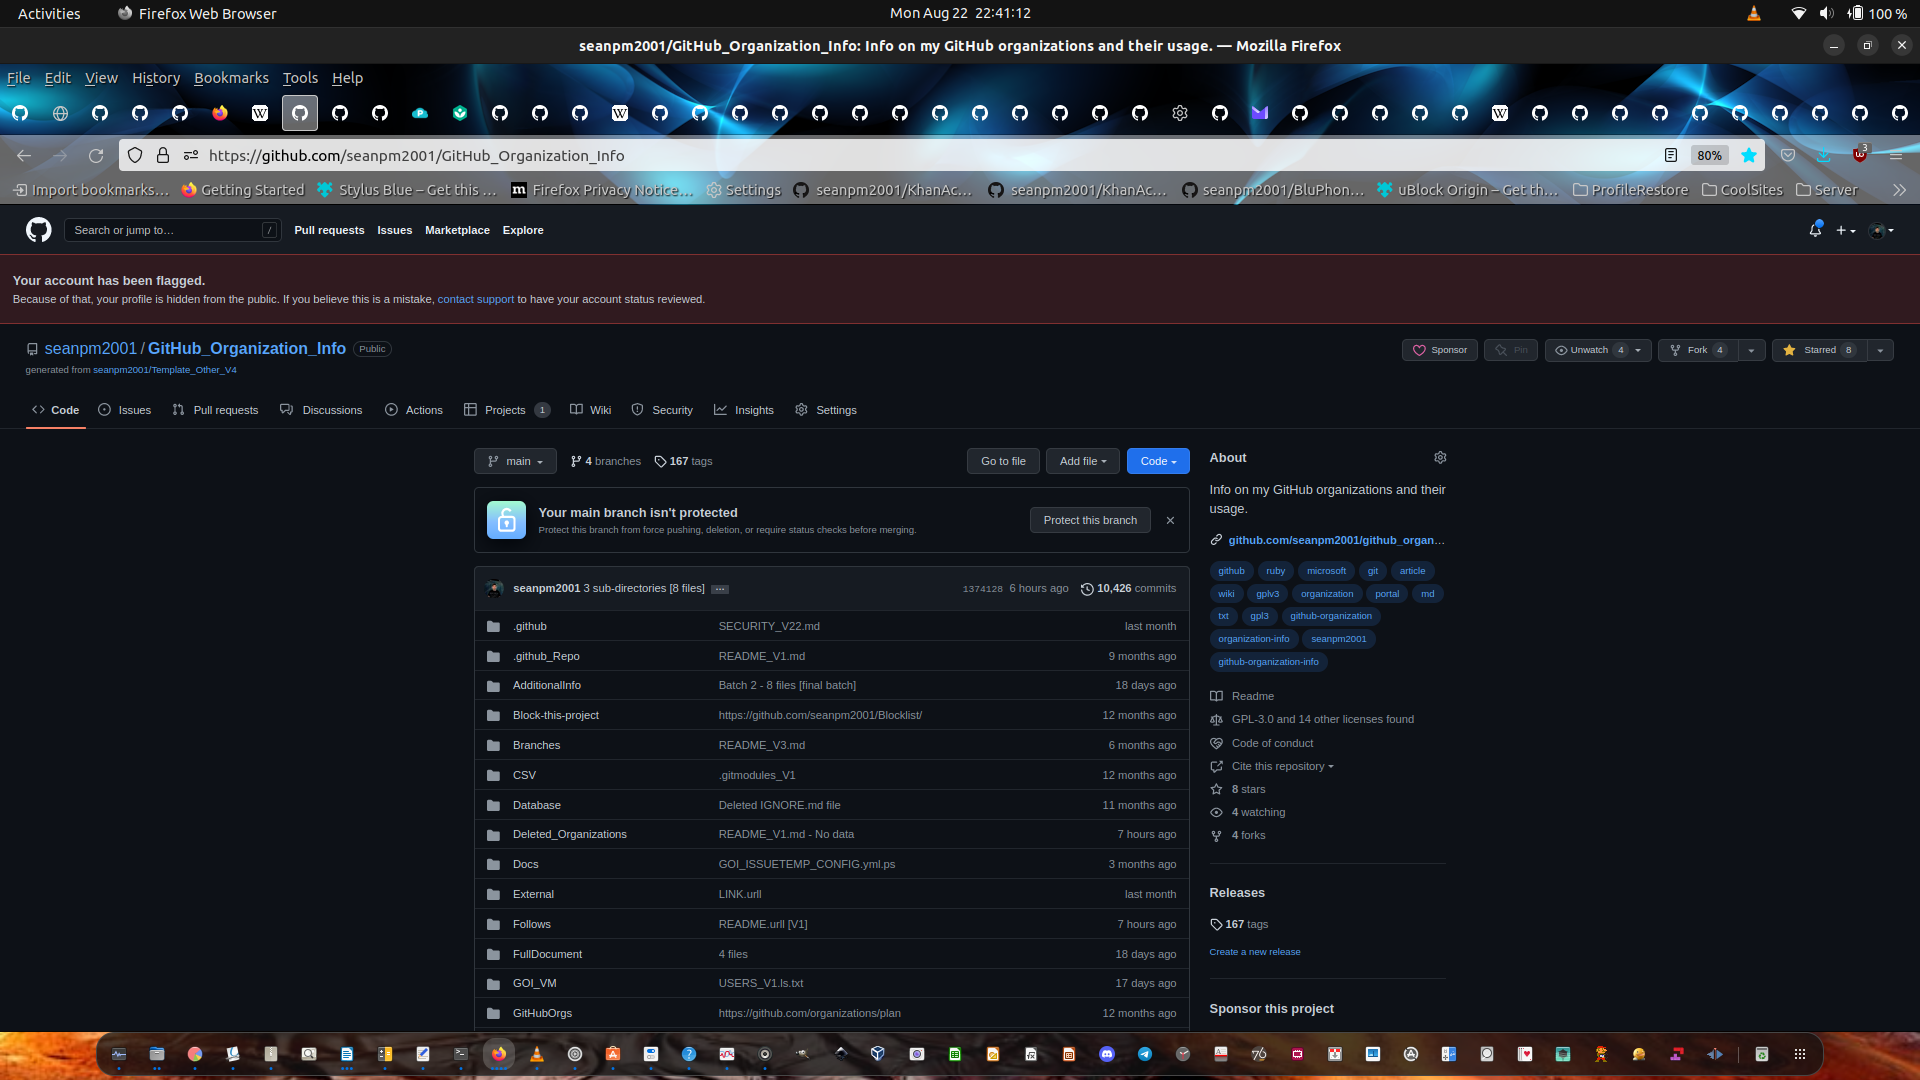 Activities Firefox Web Browser Mon Aug 22 22:41:12 100 %
seanpm2001/GitHub_Organization_Info: Info on my GitHub organizations and their usage. — Mozilla Firefox
File Edit View History Bookmarks Tools Help
https://github.com/seanpm2001/GitHub_Organization_Info 80% 3
Import bookmarks… Getting Started Stylus Blue – Get this … Firefox Privacy Notice… Settings seanpm2001/KhanAc… seanpm2001/KhanAc… seanpm2001/BluPhon… uBlock Origin – Get th… ProfileRestore CoolSites Server
Search or jump to… / Pull requests Issues Marketplace Explore
Your account has been flagged.
Because of that, your profile is hidden from the public. If you believe this is a mistake, contact support to have your account status reviewed.
seanpm2001 / GitHub_Organization_Info Public
Sponsor Pin Unwatch 4 Fork 4 Starred 8
generated from seanpm2001/Template_Other_V4
Code Issues Pull requests Discussions Actions Projects 1 Wiki Security Insights Settings
main 4 branches 167 tags Go to file Add file Code
Your main branch isn't protected
Protect this branch from force pushing, deletion, or require status checks before merging.
Protect this branch
seanpm2001 3 sub-directories [8 files] … 1374128 6 hours ago 10,426 commits
.github SECURITY_V22.md last month
.github_Repo README_V1.md 9 months ago
AdditionalInfo Batch 2 - 8 files [final batch] 18 days ago
Block-this-project https://github.com/seanpm2001/Blocklist/ 12 months ago
Branches README_V3.md 6 months ago
CSV .gitmodules_V1 12 months ago
Database Deleted IGNORE.md file 11 months ago
Deleted_Organizations README_V1.md - No data 7 hours ago
Docs GOI_ISSUETEMP_CONFIG.yml.ps 3 months ago
External LINK.urll last month
Follows README.urll [V1] 7 hours ago
FullDocument 4 files 18 days ago
GOI_VM USERS_V1.ls.txt 17 days ago
GitHubOrgs https://github.com/organizations/plan 12 months ago
About
Info on my GitHub organizations and their
usage.
github.com/seanpm2001/github_organ…
github ruby microsoft git article
wiki gplv3 organization portal md
txt gpl3 github-organization
organization-info seanpm2001
github-organization-info
Readme
GPL-3.0 and 14 other licenses found
Code of conduct
Cite this repository
8 stars
4 watching
4 forks
Releases
167 tags
Create a new release
Sponsor this project